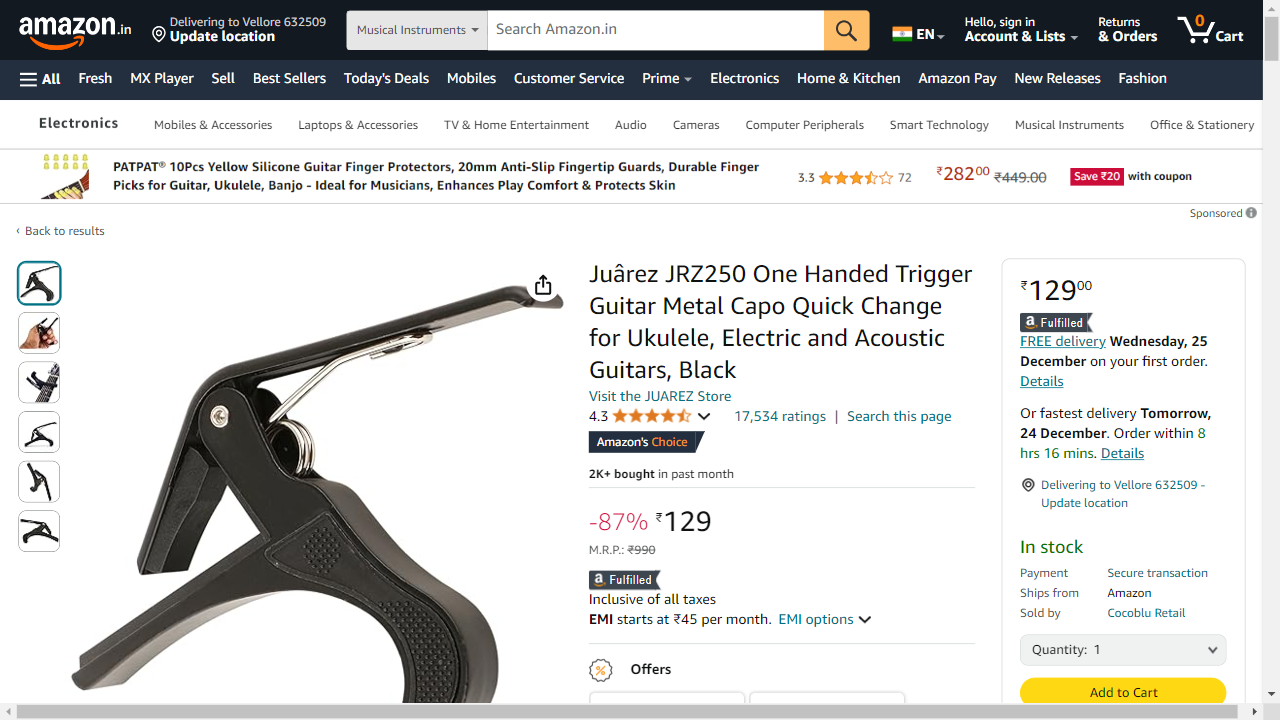 amazon.in
Delivering to Vellore 632509
Update location
Musical Instruments
Search Amazon.in
EN
Hello, sign in
Account & Lists
Returns
& Orders
0
Cart
All
Fresh
MX Player
Sell
Best Sellers
Today's Deals
Mobiles
Customer Service
Prime
Electronics
Home & Kitchen
Amazon Pay
New Releases
Fashion
Electronics
Mobiles & Accessories
Laptops & Accessories
TV & Home Entertainment
Audio
Cameras
Computer Peripherals
Smart Technology
Musical Instruments
Office & Stationery
PATPAT® 10Pcs Yellow Silicone Guitar Finger Protectors, 20mm Anti-Slip Fingertip Guards, Durable Finger
Picks for Guitar, Ukulele, Banjo - Ideal for Musicians, Enhances Play Comfort & Protects Skin
3.3
72
₹28200 ₹449.00
Save ₹20 with coupon
Sponsored
‹ Back to results
Juârez JRZ250 One Handed Trigger
Guitar Metal Capo Quick Change
for Ukulele, Electric and Acoustic
Guitars, Black
Visit the JUAREZ Store
4.3
17,534 ratings | Search this page
Amazon's Choice
2K+ bought in past month
-87% ₹129
M.R.P.: ₹990
a Fulfilled
Inclusive of all taxes
EMI starts at ₹45 per month. EMI options
%
Offers
₹12900
a Fulfilled
FREE delivery Wednesday, 25
December on your first order.
Details
Or fastest delivery Tomorrow,
24 December. Order within 8
hrs 16 mins. Details
Delivering to Vellore 632509 -
Update location
In stock
Payment Secure transaction
Ships from Amazon
Sold by Cocoblu Retail
Quantity: 1
Add to Cart